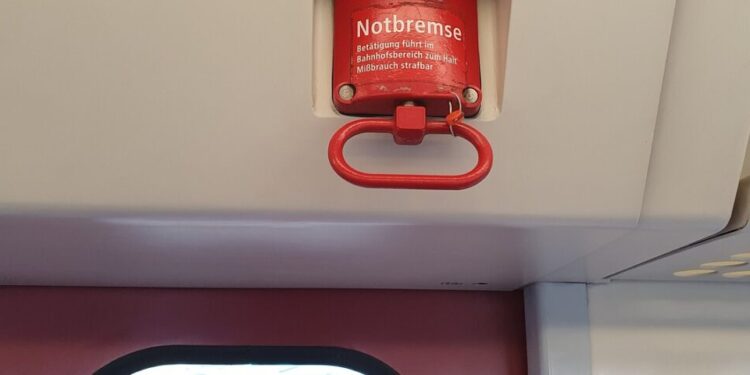 Notbremse
Betätigung führt im
Bahnhofsbereich zum Halt
Mißbrauch strafbar